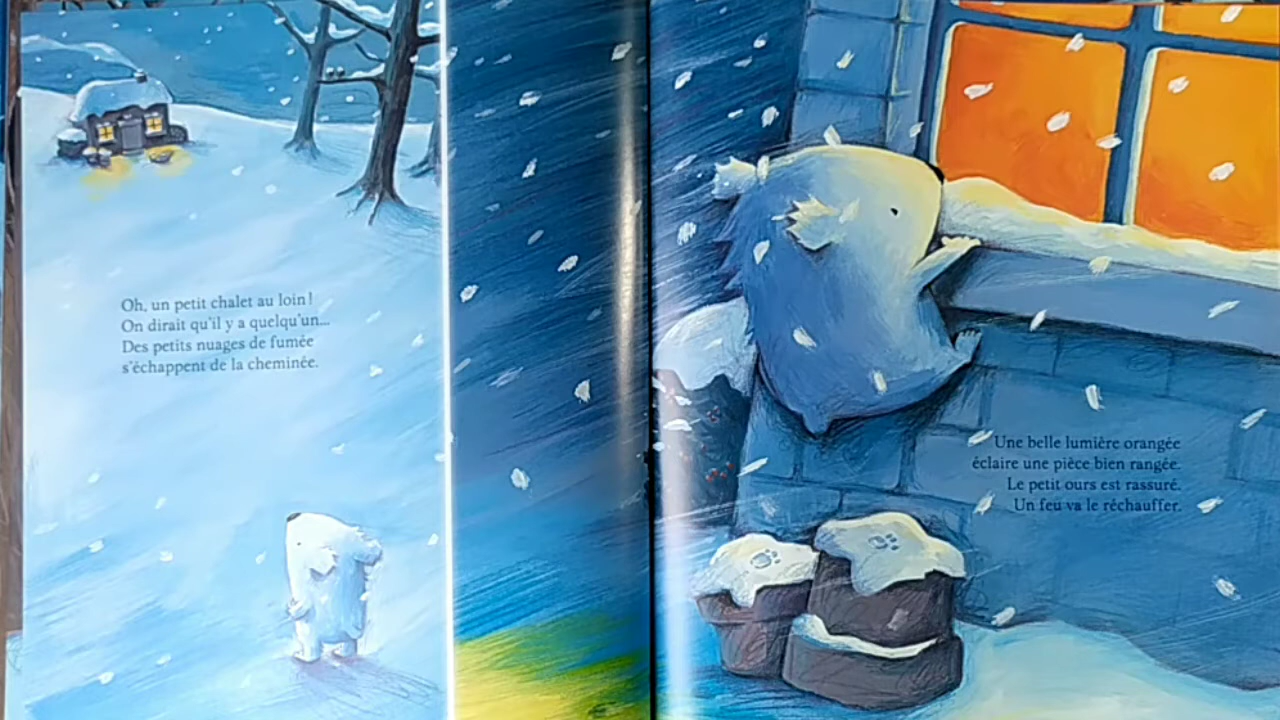 Oh, un petit chalet au loin !
On dirait qu'il y a quelqu'un...
Des petits nuages de fumée
s'échappent de la cheminée.
Une belle lumière orangée
éclaire une pièce bien rangée.
Le petit ours est rassuré.
Un feu va le réchauffer.